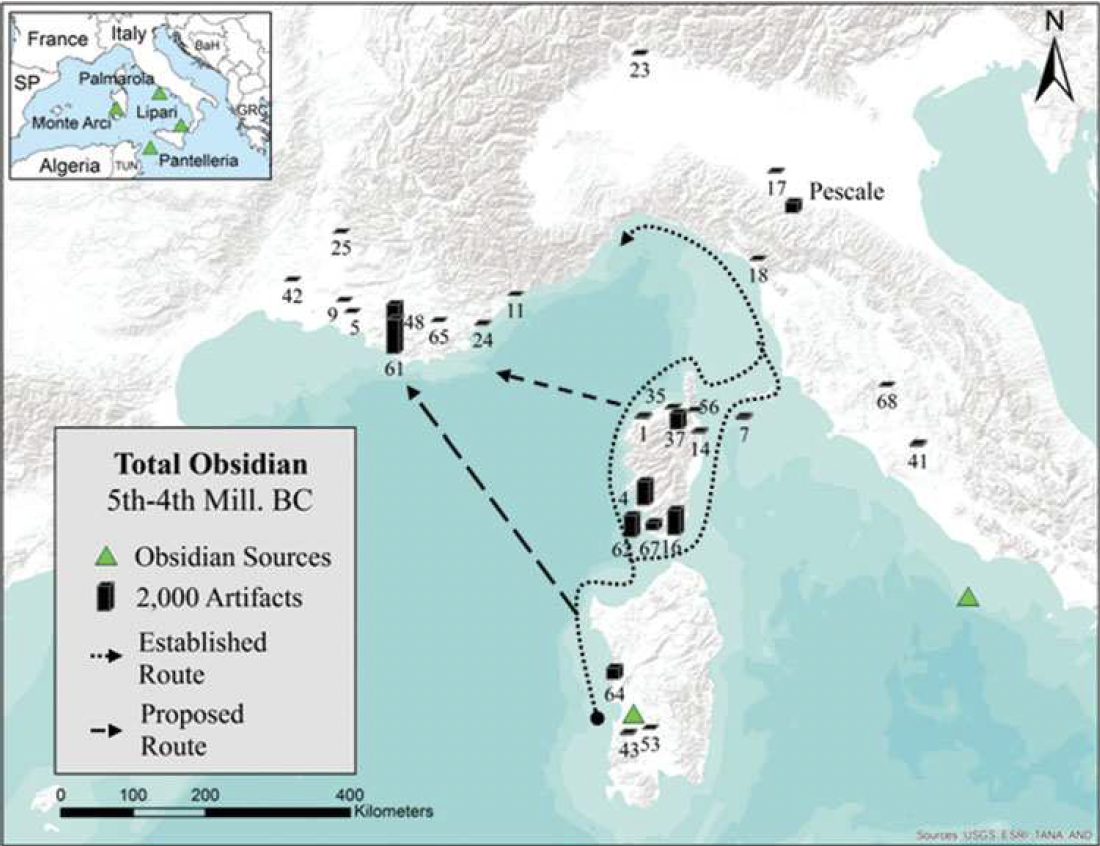 France
Italy
BaH
SP
Palmarola
Lipari
GRC
Monte Arci
Algeria
TUN
Pantelleria
N
23
17
Pescale
25
18
42
11
9
5
48
65
24
61
35
56
68
1
37
14
7
41
4
62
67
16
64
43
53
Total Obsidian
5th-4th Mill. BC
Obsidian Sources
2,000 Artifacts
Established
Route
Proposed
Route
0 100 200 400
Kilometers
Sources: USGS, ESRI, TANA, AND